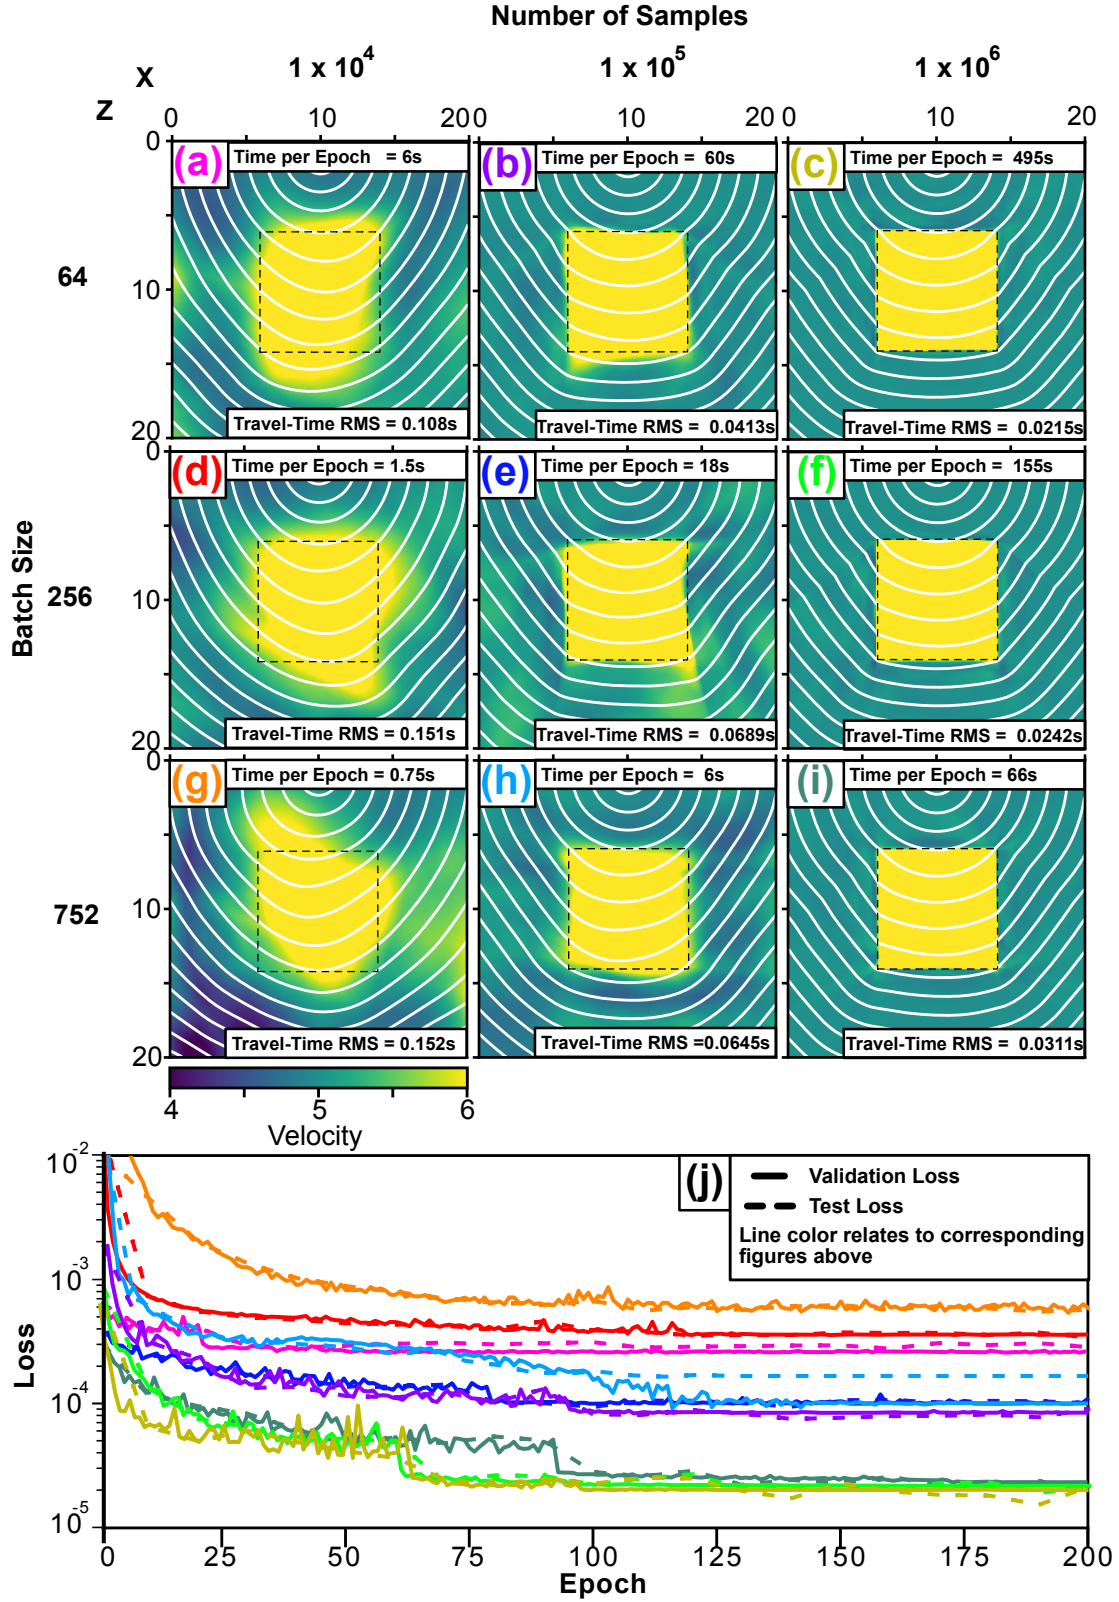 Number of Samples
1 x 10^4 1 x 10^5 1 x 10^6
X
Z
0 10 20 0 10 20 0 10 20
0
(a) Time per Epoch = 6s
(b) Time per Epoch = 60s
(c) Time per Epoch = 495s
64
10
20
Travel-Time RMS = 0.108s
Travel-Time RMS = 0.0413s
Travel-Time RMS = 0.0215s
0
(d) Time per Epoch = 1.5s
(e) Time per Epoch = 18s
(f) Time per Epoch = 155s
Batch Size
256
10
20
Travel-Time RMS = 0.151s
Travel-Time RMS = 0.0689s
Travel-Time RMS = 0.0242s
0
(g) Time per Epoch = 0.75s
(h) Time per Epoch = 6s
(i) Time per Epoch = 66s
752
10
20
Travel-Time RMS = 0.152s
Travel-Time RMS =0.0645s
Travel-Time RMS = 0.0311s
4 5 6
Velocity
(j)
Validation Loss
Test Loss
Line color relates to corresponding
figures above
10^-2
10^-3
10^-4
10^-5
Loss
0 25 50 75 100 125 150 175 200
Epoch